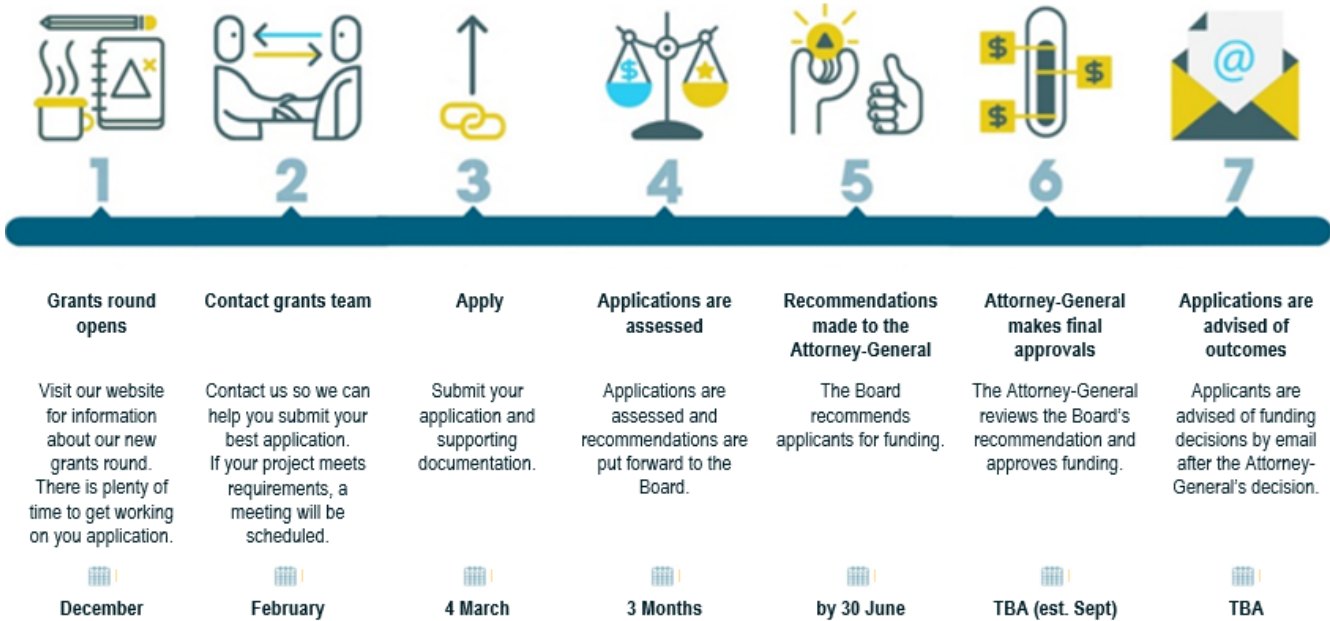 1
2
3
4
5
6
7
Grants round
opens
Visit our website
for information
about our new
grants round.
There is plenty of
time to get working
on you application.
December
Contact grants team
Contact us so we can
help you submit your
best application.
If your project meets
requirements, a
meeting will be
scheduled.
February
Apply
Submit your
application and
supporting
documentation.
4 March
Applications are
assessed
Applications are
assessed and
recommendations are
put forward to the
Board.
3 Months
Recommendations
made to the
Attorney-General
The Board
recommends
applicants for funding.
by 30 June
Attorney-General
makes final
approvals
The Attorney-General
reviews the Board's
recommendation and
approves funding.
TBA (est. Sept)
Applications are
advised of
outcomes
Applicants are
advised of funding
decisions by email
after the Attorney-
General's decision.
TBA